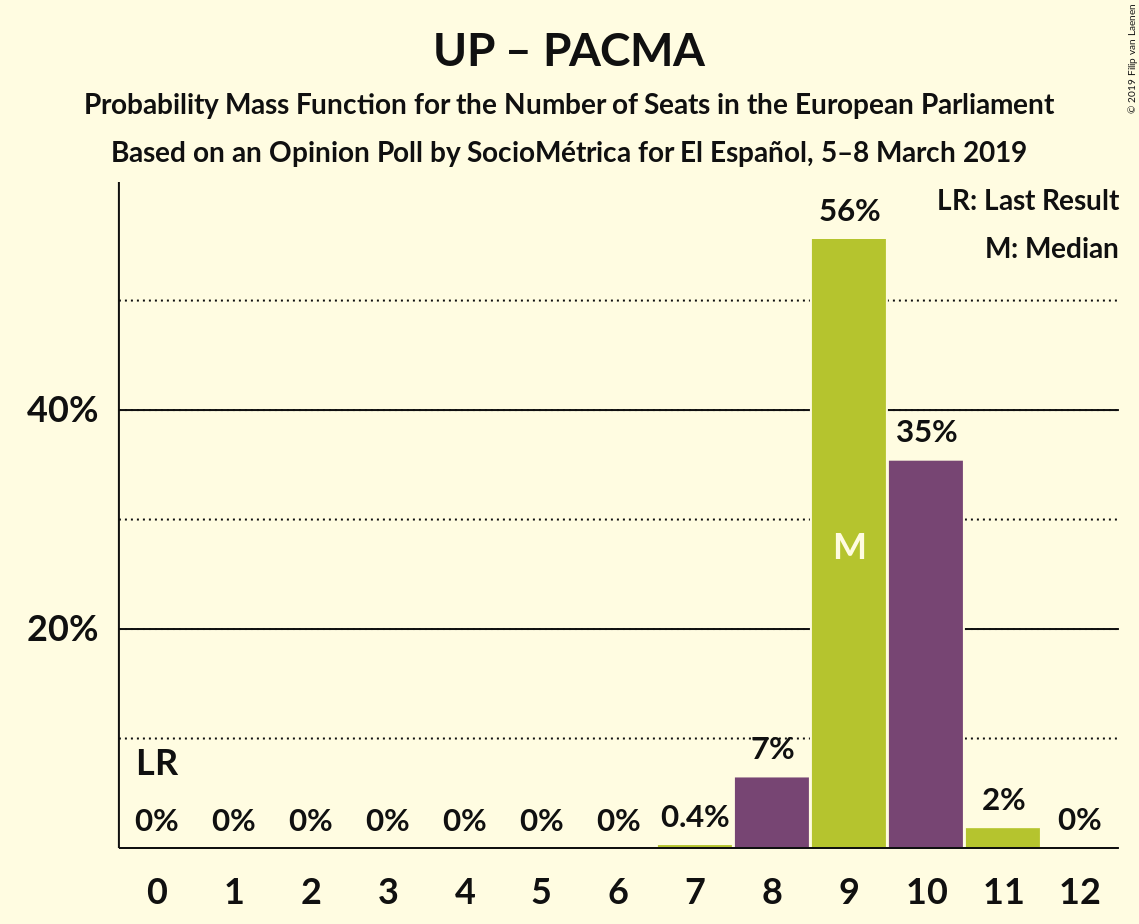 UP – PACMA
Probability Mass Function for the Number of Seats in the European Parliament
Based on an Opinion Poll by SocioMétrica for El Español, 5–8 March 2019
© 2019 Filip van Laenen
LR: Last Result
M: Median
56%
40%
35%
M
20%
LR
7%
0% 0% 0% 0% 0% 0% 0% 0.4% 2% 0%
0 1 2 3 4 5 6 7 8 9 10 11 12